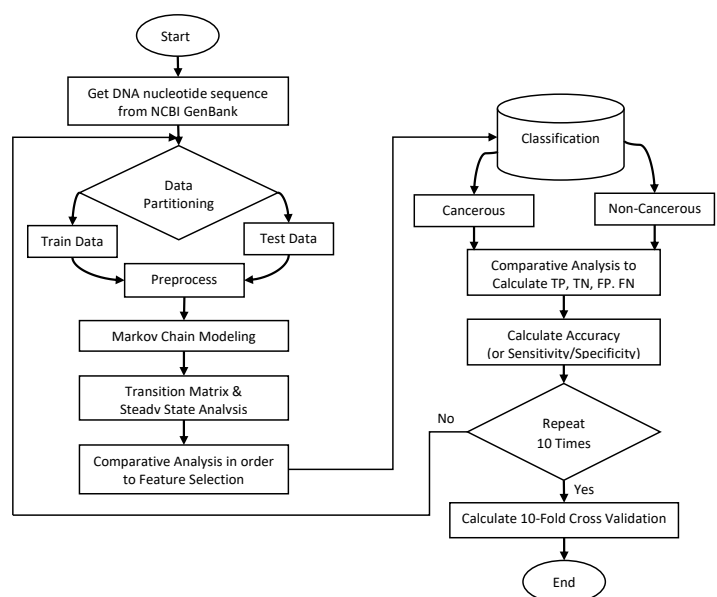 Start
Get DNA nucleotide sequence
from NCBI GenBank
Data
Partitioning
Train Data
Test Data
Preprocess
Markov Chain Modeling
Transition Matrix &
Steady State Analysis
Comparative Analysis in order
to Feature Selection
Classification
Cancerous
Non-Cancerous
Comparative Analysis to
Calculate TP, TN, FP. FN
Calculate Accuracy
(or Sensitivity/Specificity)
No
Repeat
10 Times
Yes
Calculate 10-Fold Cross Validation
End